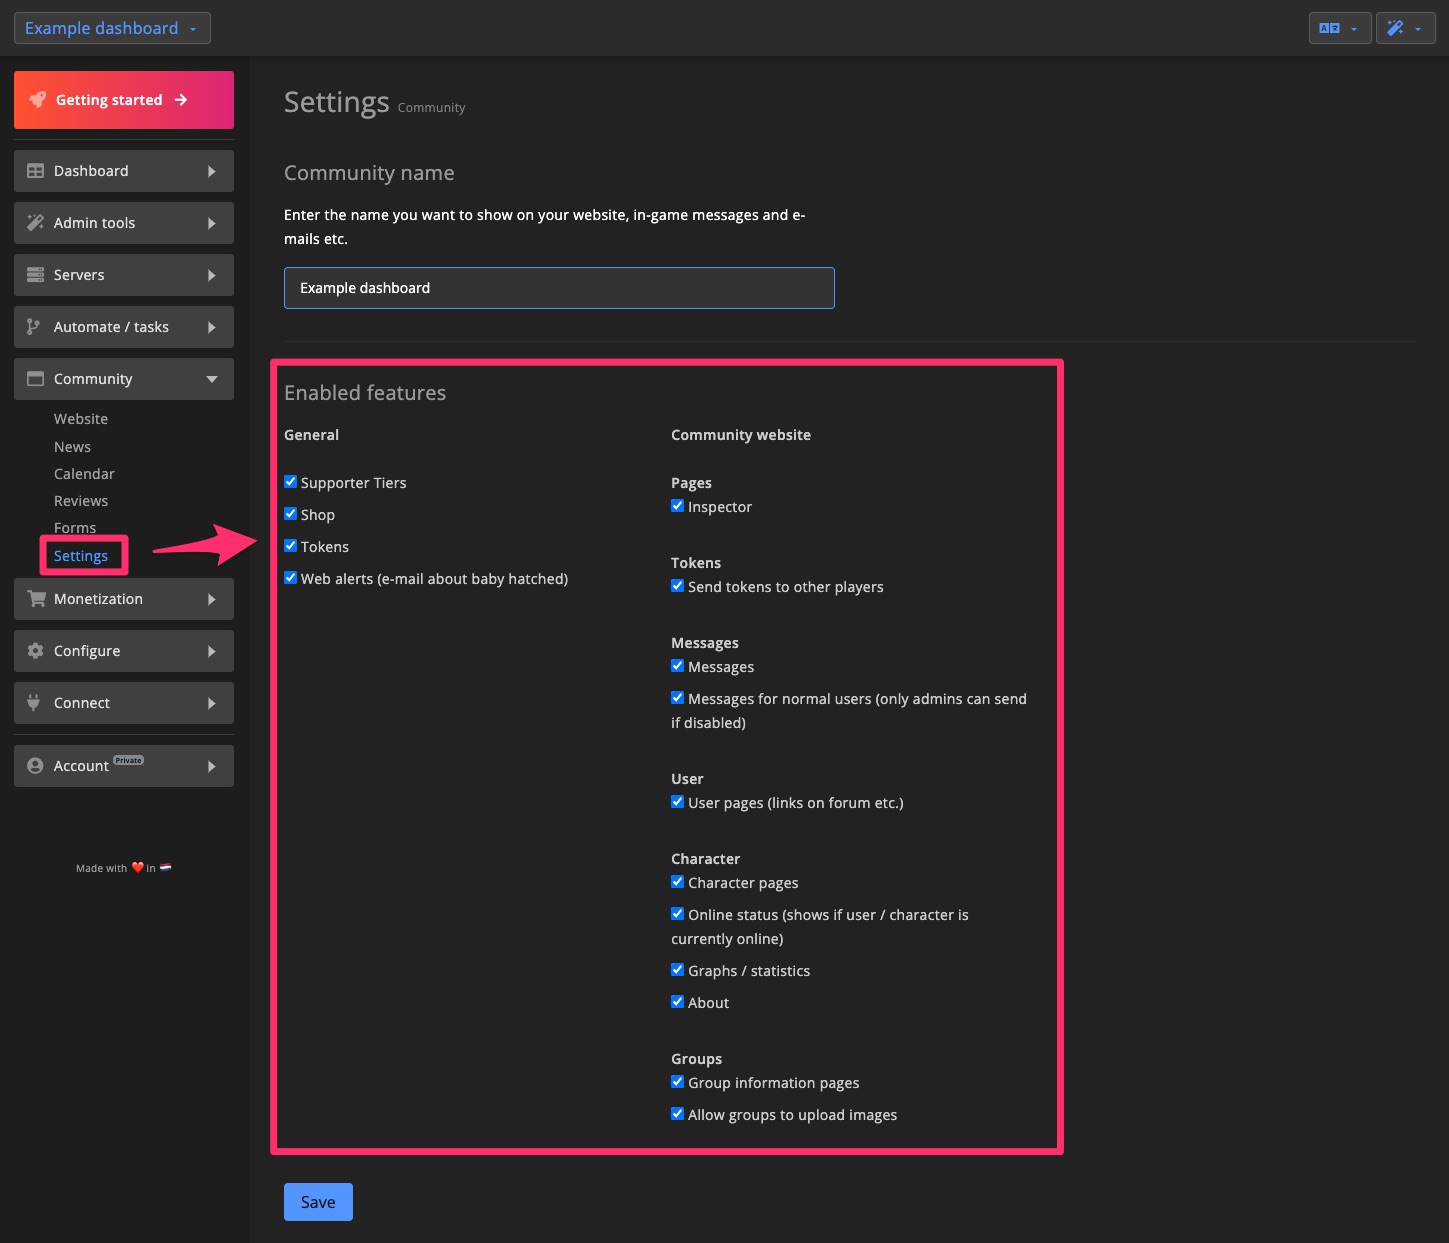 Example dashboard
Getting started
Dashboard
Admin tools
Servers
Automate / tasks
Community
Website
News
Calendar
Reviews
Forms
Settings
Monetization
Configure
Connect
Account Private
Made with ❤️ in 🇳🇱
Settings Community
Community name
Enter the name you want to show on your website, in-game messages and e-
mails etc.
Example dashboard
Enabled features
General
Supporter Tiers
Shop
Tokens
Web alerts (e-mail about baby hatched)
Community website
Pages
Inspector
Tokens
Send tokens to other players
Messages
Messages
Messages for normal users (only admins can send
if disabled)
User
User pages (links on forum etc.)
Character
Character pages
Online status (shows if user / character is
currently online)
Graphs / statistics
About
Groups
Group information pages
Allow groups to upload images
Save